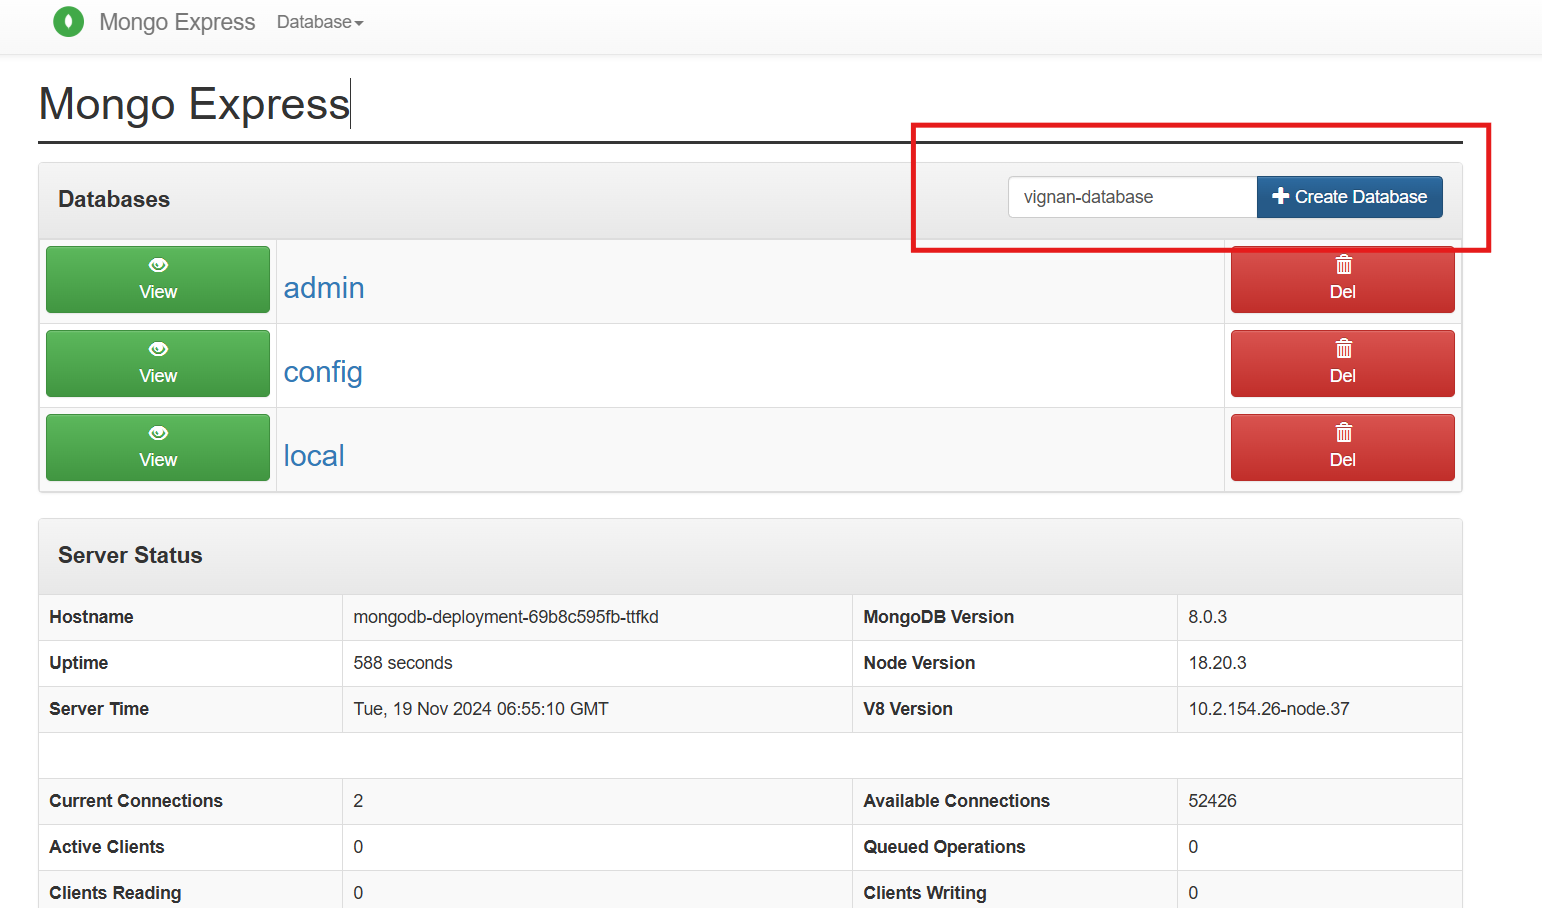 Mongo Express Database
Mongo Express
Databases
vignan-database
Create Database
View
admin
Del
View
config
Del
View
local
Del
Server Status
Hostname mongodb-deployment-69b8c595fb-ttfkd MongoDB Version 8.0.3
Uptime 588 seconds Node Version 18.20.3
Server Time Tue, 19 Nov 2024 06:55:10 GMT V8 Version 10.2.154.26-node.37
Current Connections 2 Available Connections 52426
Active Clients 0 Queued Operations 0
Clients Reading 0 Clients Writing 0